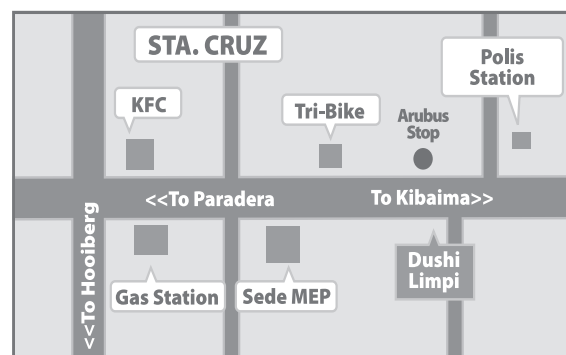 STA. CRUZ
Polis
Station
KFC
Tri-Bike
Arubus
Stop
<<To Paradera
To Kibaima>>
<<To Hooiberg
Gas Station
Sede MEP
Dushi
Limpi